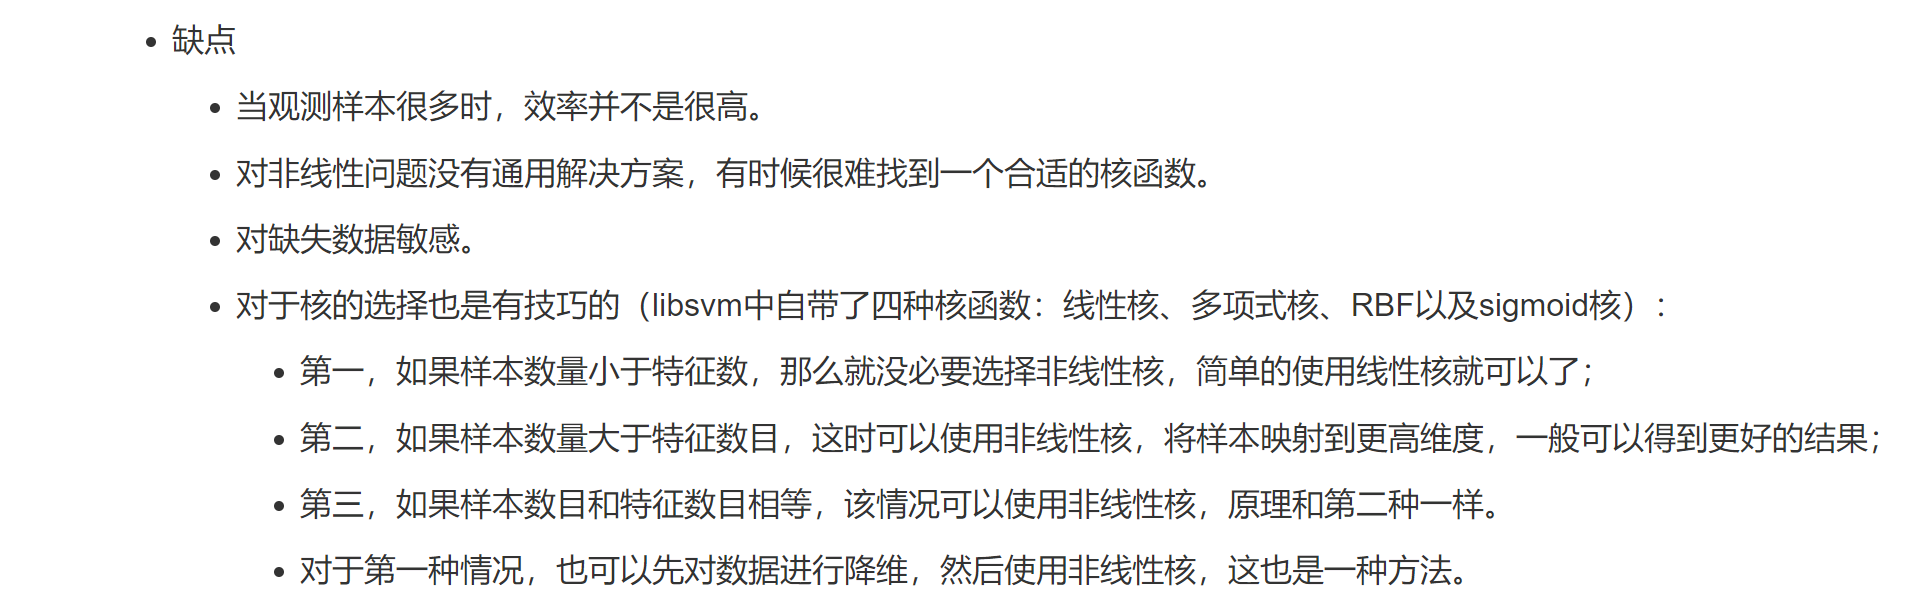 缺点
当观测样本很多时，效率并不是很高。
对非线性问题没有通用解决方案，有时候很难找到一个合适的核函数。
对缺失数据敏感。
对于核的选择也是有技巧的（libsvm中自带了四种核函数：线性核、多项式核、RBF以及sigmoid核）：
第一，如果样本数量小于特征数，那么就没必要选择非线性核，简单的使用线性核就可以了；
第二，如果样本数量大于特征数目，这时可以使用非线性核，将样本映射到更高维度，一般可以得到更好的结果；
第三，如果样本数目和特征数目相等，该情况可以使用非线性核，原理和第二种一样。
对于第一种情况，也可以先对数据进行降维，然后使用非线性核，这也是一种方法。